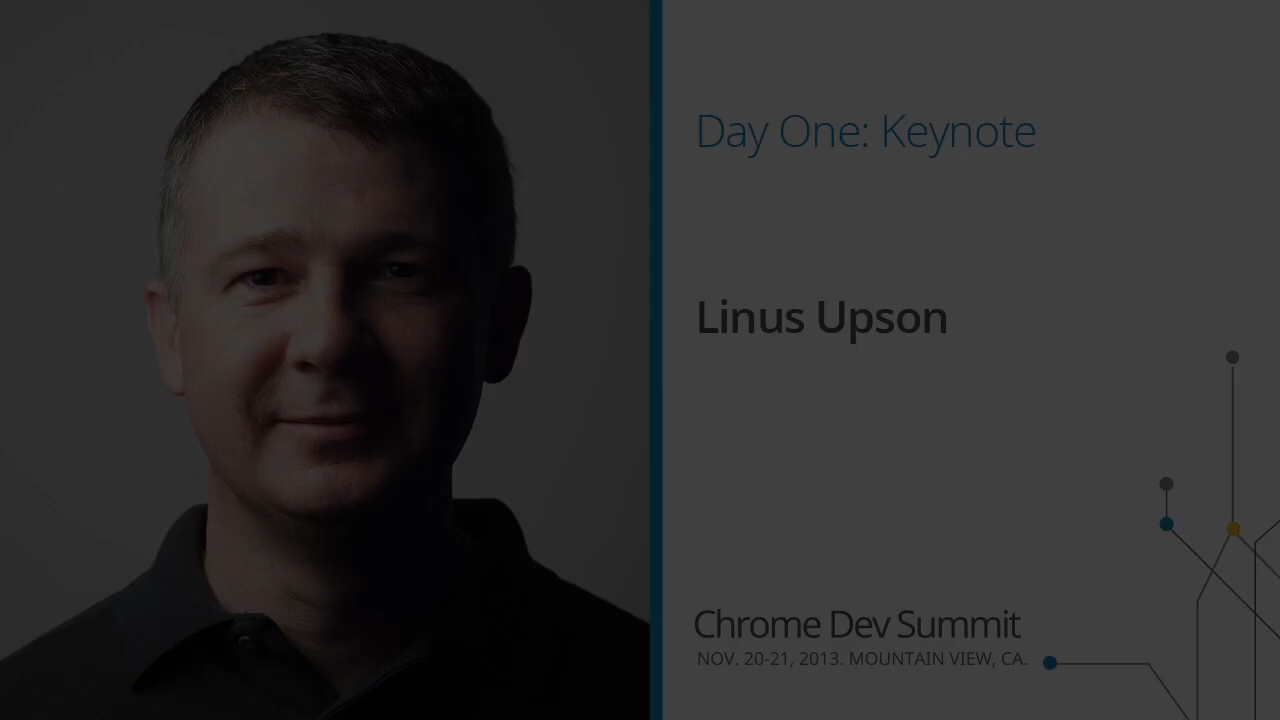 Day One: Keynote
Linus Upson
Chrome Dev Summit
NOV. 20-21, 2013. MOUNTAIN VIEW, CA.